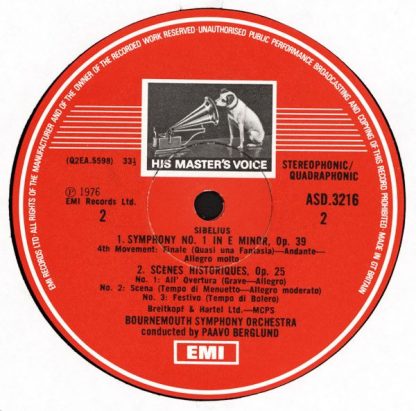 EMI RECORDS LTD ALL RIGHTS OF THE MANUFACTURER AND OF THE OWNER OF THE RECORDED WORK RESERVED·UNAUTHORISED PUBLIC PERFORMANCE BROADCASTING AND COPYING OF THIS RECORD PROHIBITED MADE IN GT BRITAIN
HIS MASTER'S VOICE
(Q2EA.5598) 33⅓
STEREOPHONIC/
QUADRAPHONIC
Ⓟ 1976
EMI Records Ltd.
2
ASD.3216
2
SIBELIUS
1. SYMPHONY NO. 1 IN E MINOR, Op. 39
4th Movement: Finale (Quasi una Fantasia)—Andante—
Allegro molto
2. SCENES HISTORIQUES, Op. 25
No. 1: All' Overtura (Grave—Allegro)
No. 2: Scena (Tempo di Menuetto—Allegro moderato)
No. 3: Festivo (Tempo di Bolero)
Breitkopf & Hartel Ltd.—MCPS
BOURNEMOUTH SYMPHONY ORCHESTRA
conducted by PAAVO BERGLUND
EMI